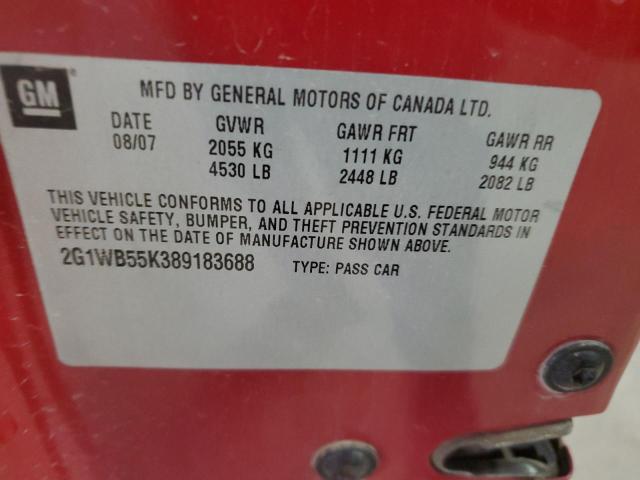 GM®
MFD BY GENERAL MOTORS OF CANADA LTD.
DATE GVWR GAWR FRT GAWR RR
08/07 2055 KG 1111 KG 944 KG
4530 LB 2448 LB 2082 LB
THIS VEHICLE CONFORMS TO ALL APPLICABLE U.S. FEDERAL MOTOR
VEHICLE SAFETY, BUMPER, AND THEFT PREVENTION STANDARDS IN
EFFECT ON THE DATE OF MANUFACTURE SHOWN ABOVE.
2G1WB55K389183688 TYPE: PASS CAR